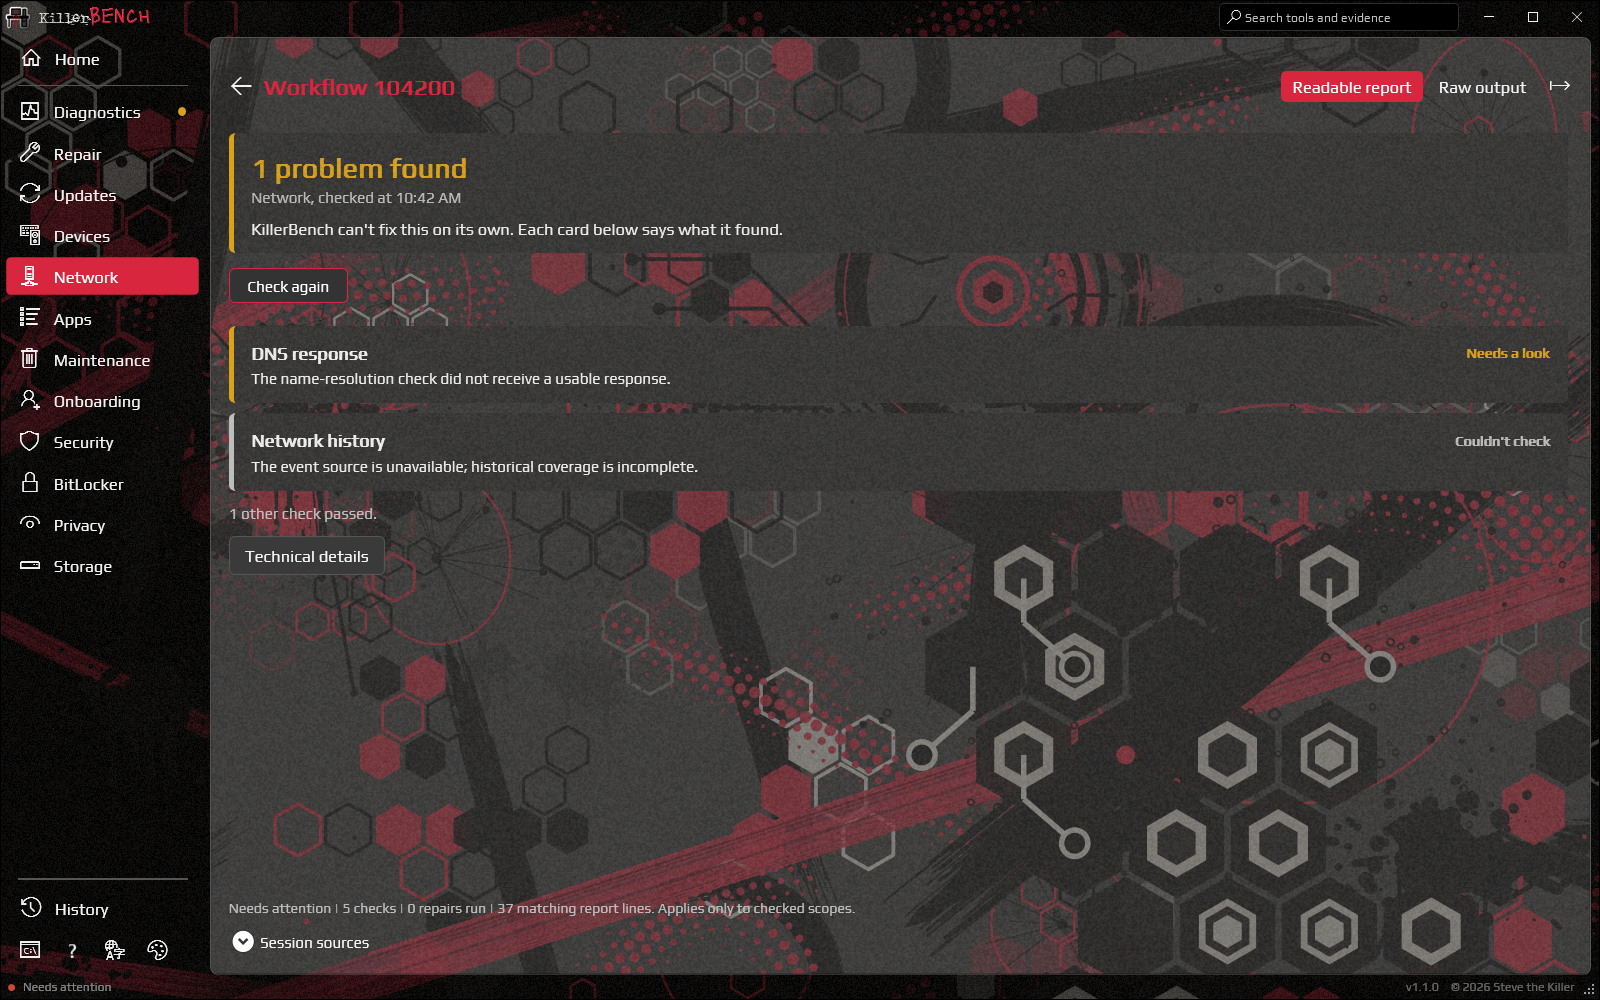 KillerBENCH
Search tools and evidence
Home
Diagnostics
Repair
Updates
Devices
Network
Apps
Maintenance
Onboarding
Security
BitLocker
Privacy
Storage
History
C:\
?
Needs attention
Workflow 104200
Readable report
Raw output
1 problem found
Network, checked at 10:42 AM
KillerBench can't fix this on its own. Each card below says what it found.
Check again
DNS response
Needs a look
The name-resolution check did not receive a usable response.
Network history
Couldn't check
The event source is unavailable; historical coverage is incomplete.
1 other check passed.
Technical details
Needs attention | 5 checks | 0 repairs run | 37 matching report lines. Applies only to checked scopes.
Session sources
v1.1.0 © 2026 Steve the Killer